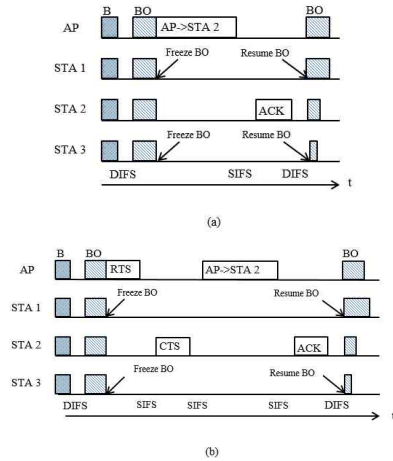 B BO BO
AP AP->STA 2
Freeze BO Resume BO
STA 1
STA 2 ACK
Freeze BO Resume BO
STA 3
DIFS SIFS DIFS t
(a)
B BO BO
AP RTS AP->STA 2
Freeze BO Resume BO
STA 1
STA 2 CTS ACK
Freeze BO Resume BO
STA 3
DIFS SIFS SIFS SIFS DIFS t
(b)